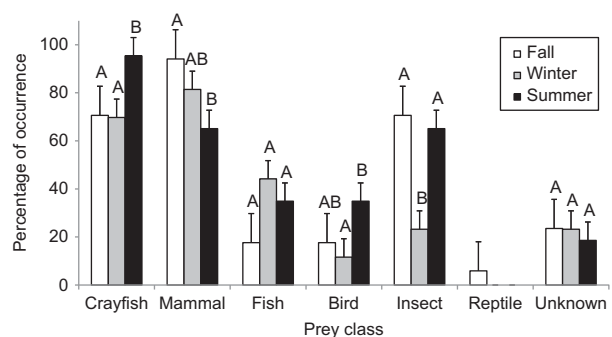 Percentage of occurrence
100
80
60
40
20
0
A A B
A AB B
A A A
AB A B
A B A
A A A
Fall
Winter
Summer
Crayfish Mammal Fish Bird Insect Reptile Unknown
Prey class